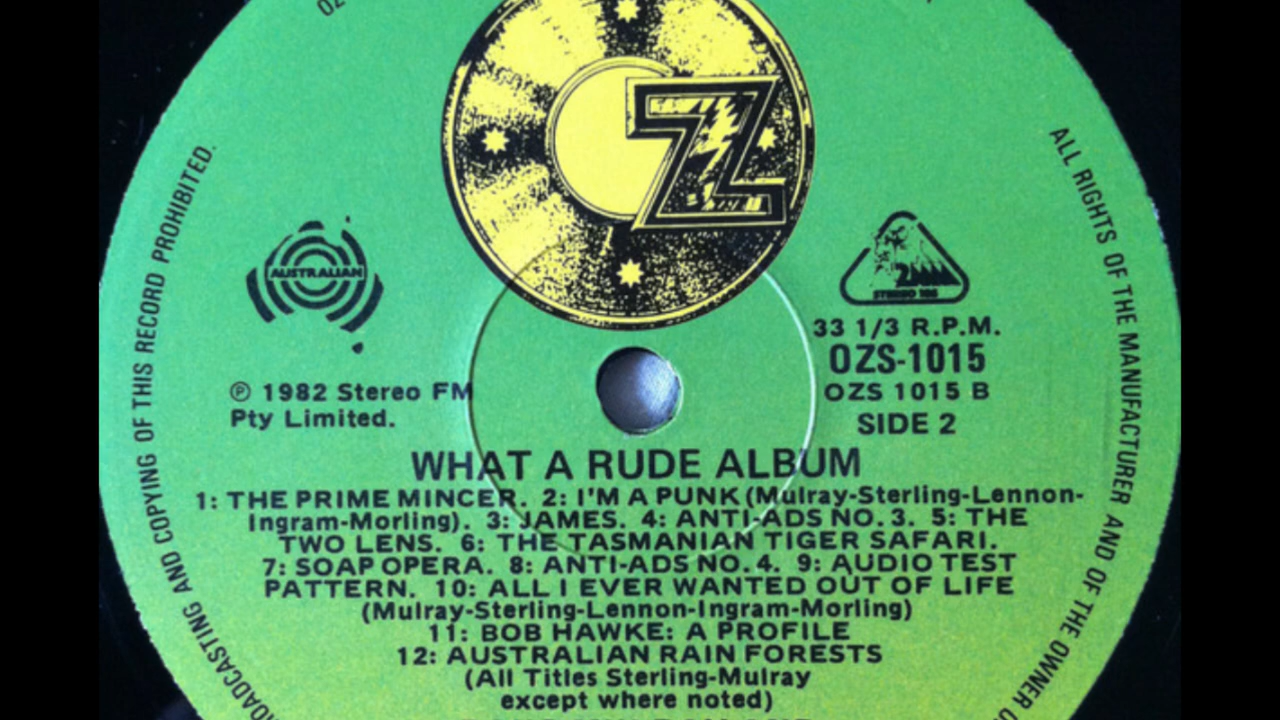 OZ
Z
BROADCASTING AND COPYING OF THIS RECORD PROHIBITED.
ALL RIGHTS OF THE MANUFACTURER AND OF THE OWNER
AUSTRALIAN
2MMM
STEREO
33 1/3 R.P.M.
OZS-1015
OZS 1015 B
SIDE 2
℗ 1982 Stereo FM
Pty Limited.
WHAT A RUDE ALBUM
1: THE PRIME MINCER. 2: I'M A PUNK (Mulray-Sterling-Lennon-
Ingram-Morling). 3: JAMES. 4: ANTI-ADS NO. 3. 5: THE
TWO LENS. 6: THE TASMANIAN TIGER SAFARI.
7: SOAP OPERA. 8: ANTI-ADS NO. 4. 9: AUDIO TEST
PATTERN. 10: ALL I EVER WANTED OUT OF LIFE
(Mulray-Sterling-Lennon-Ingram-Morling)
11: BOB HAWKE: A PROFILE
12: AUSTRALIAN RAIN FORESTS
(All Titles Sterling-Mulray
except where noted)